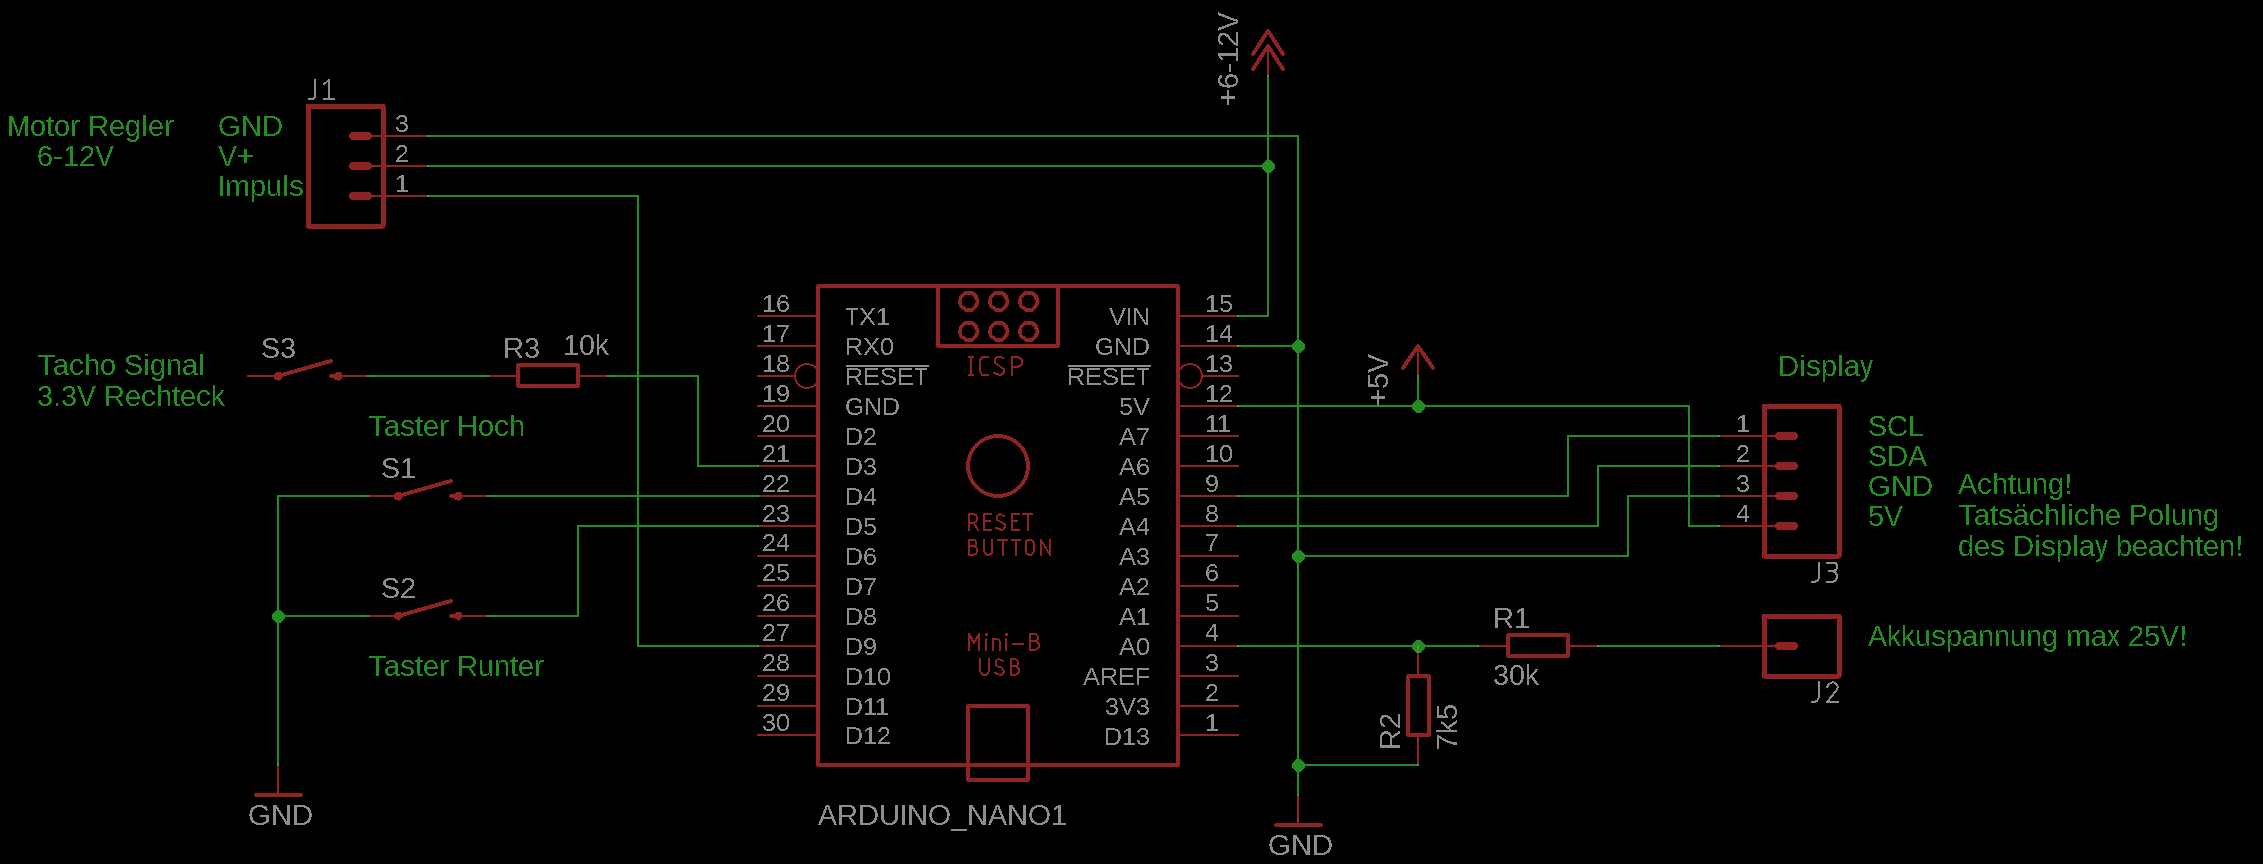 +6-12V
J1
Motor Regler
6-12V
GND
V+
Impuls
3
2
1
Tacho Signal
3.3V Rechteck
S3
R3
10k
Taster Hoch
S1
S2
Taster Runter
GND
16 TX1
17 RX0
18 RESET
19 GND
20 D2
21 D3
22 D4
23 D5
24 D6
25 D7
26 D8
27 D9
28 D10
29 D11
30 D12
ICSP
RESET
BUTTON
Mini-B
USB
VIN 15
GND 14
RESET 13
5V 12
A7 11
A6 10
A5 9
A4 8
A3 7
A2 6
A1 5
A0 4
AREF 3
3V3 2
D13 1
ARDUINO_NANO1
+5V
Display
1 SCL
2 SDA
3 GND
4 5V
Achtung!
Tatsächliche Polung
des Display beachten!
J3
R1
30k
R2
7k5
Akkuspannung max 25V!
J2
GND